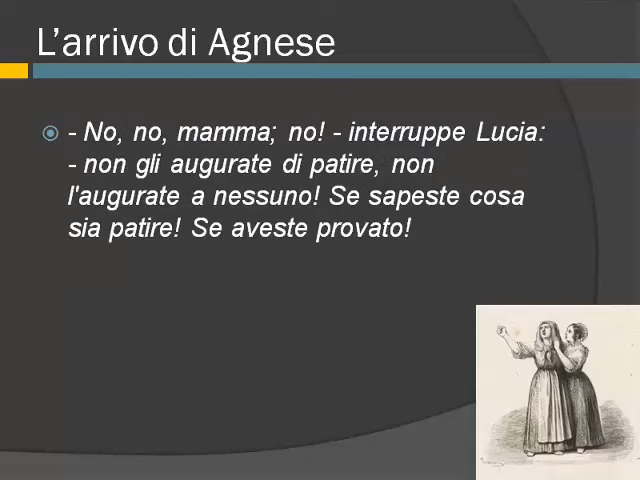 L'arrivo di Agnese
- No, no, mamma; no! - interruppe Lucia:
- non gli augurate di patire, non
l'augurate a nessuno! Se sapeste cosa
sia patire! Se aveste provato!